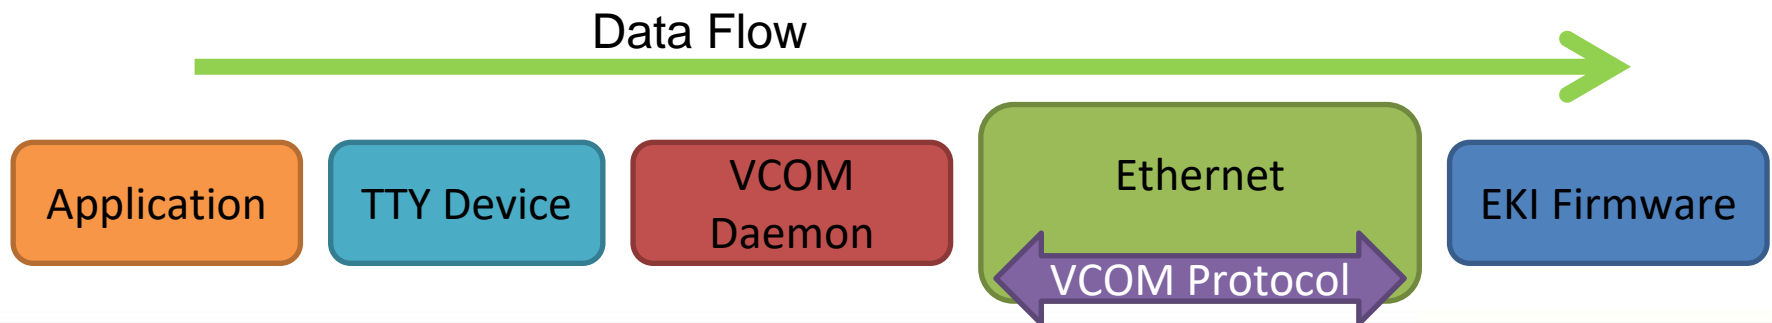 Data Flow
Application
TTY Device
VCOM
Daemon
Ethernet
VCOM Protocol
EKI Firmware